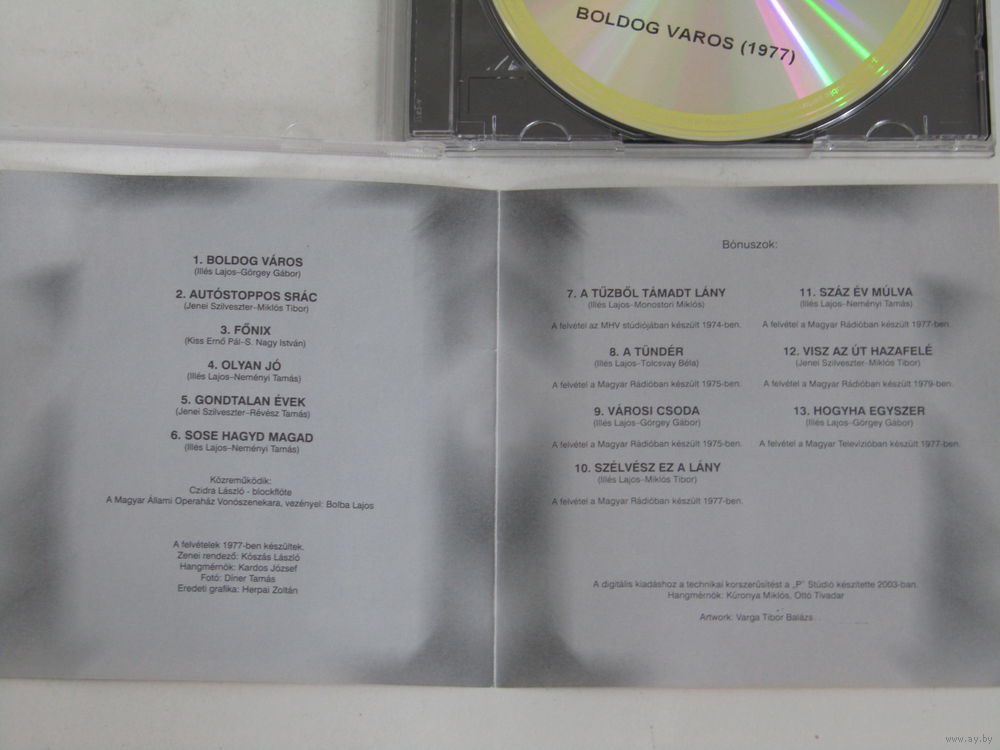 BOLDOG VAROS (1977)
1. BOLDOG VÁROS
(Illés Lajos–Görgey Gábor)
2. AUTÓSTOPPOS SRÁC
(Jenei Szilveszter–Miklós Tibor)
3. FŐNIX
(Kiss Ernő Pál–S. Nagy István)
4. OLYAN JÓ
(Illés Lajos–Neményi Tamás)
5. GONDTALAN ÉVEK
(Jenei Szilveszter–Révész Tamás)
6. SOSE HAGYD MAGAD
(Illés Lajos–Neményi Tamás)
Közreműködik:
Czidra László - blockflöte
A Magyar Állami Operaház Vonószenekara, vezényel: Bolba Lajos
A felvételek 1977-ben készültek.
Zenei rendező: Kószás László
Hangmérnök: Kardos József
Fotó: Diner Tamás
Eredeti grafika: Herpai Zoltán
Bónuszok:
7. A TŰZBŐL TÁMADT LÁNY
(Illés Lajos–Monostori Miklós)
A felvétel az MHV stúdiójában készült 1974-ben.
8. A TÜNDÉR
(Illés Lajos–Tolcsvay Béla)
A felvétel a Magyar Rádióban készült 1975-ben.
9. VÁROSI CSODA
(Illés Lajos–Görgey Gábor)
A felvétel a Magyar Rádióban készült 1975-ben.
10. SZÉLVÉSZ EZ A LÁNY
(Illés Lajos–Miklós Tibor)
A felvétel a Magyar Rádióban készült 1977-ben.
11. SZÁZ ÉV MÚLVA
(Illés Lajos–Neményi Tamás)
A felvétel a Magyar Rádióban készült 1977-ben.
12. VISZ AZ ÚT HAZAFELÉ
(Jenei Szilveszter–Miklós Tibor)
A felvétel a Magyar Rádióban készült 1979-ben.
13. HOGYHA EGYSZER
(Illés Lajos–Görgey Gábor)
A felvétel a Magyar Televízióban készült 1977-ben.
A digitális kiadáshoz a technikai korszerűsítést a „P” Stúdió készítette 2003-ban.
Hangmérnök: Kúronya Miklós, Ottó Tivadar
Artwork: Varga Tibor Balázs
www.ay.by